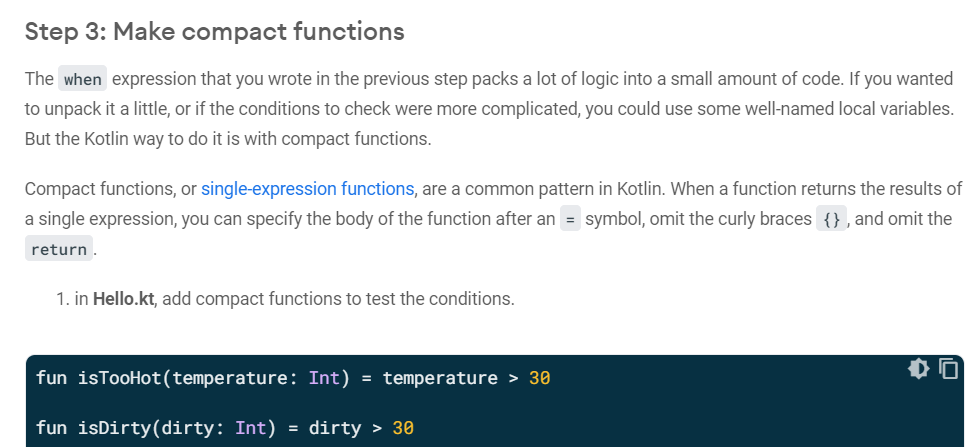 Step 3: Make compact functions
The when expression that you wrote in the previous step packs a lot of logic into a small amount of code. If you wanted
to unpack it a little, or if the conditions to check were more complicated, you could use some well-named local variables.
But the Kotlin way to do it is with compact functions.
Compact functions, or single-expression functions, are a common pattern in Kotlin. When a function returns the results of
a single expression, you can specify the body of the function after an = symbol, omit the curly braces {}, and omit the
return.
1. in Hello.kt, add compact functions to test the conditions.
fun isTooHot(temperature: Int) = temperature > 30
fun isDirty(dirty: Int) = dirty > 30